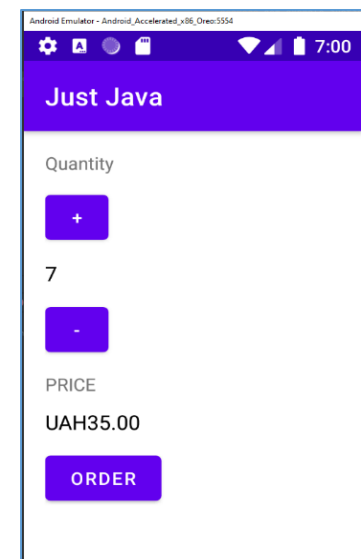 Android Emulator - Android_Accelerated_x86_Oreo:5554
A 7:00
Just Java
Quantity
+
7
-
PRICE
UAH35.00
ORDER